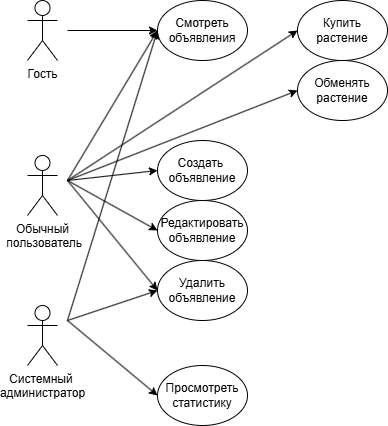 Смотреть
объявления
Купить
растение
Гость
Обменять
растение
Создать
объявление
Обычный
пользователь
Редактировать
объявление
Удалить
объявление
Системный
администратор
Просмотреть
статистику